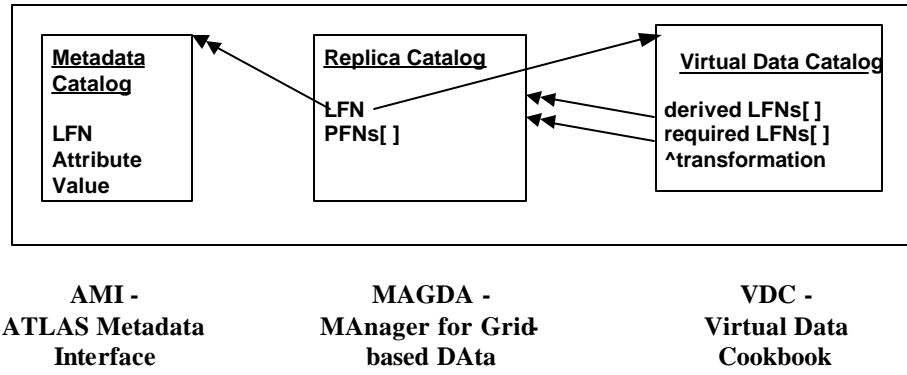 Metadata
Catalog
LFN
Attribute
Value
Replica Catalog
LFN
PFNs[ ]
Virtual Data Catalog
derived LFNs[ ]
required LFNs[ ]
^transformation
AMI -
ATLAS Metadata
Interface
MAGDA -
MAnager for Grid-
based DAta
VDC -
Virtual Data
Cookbook